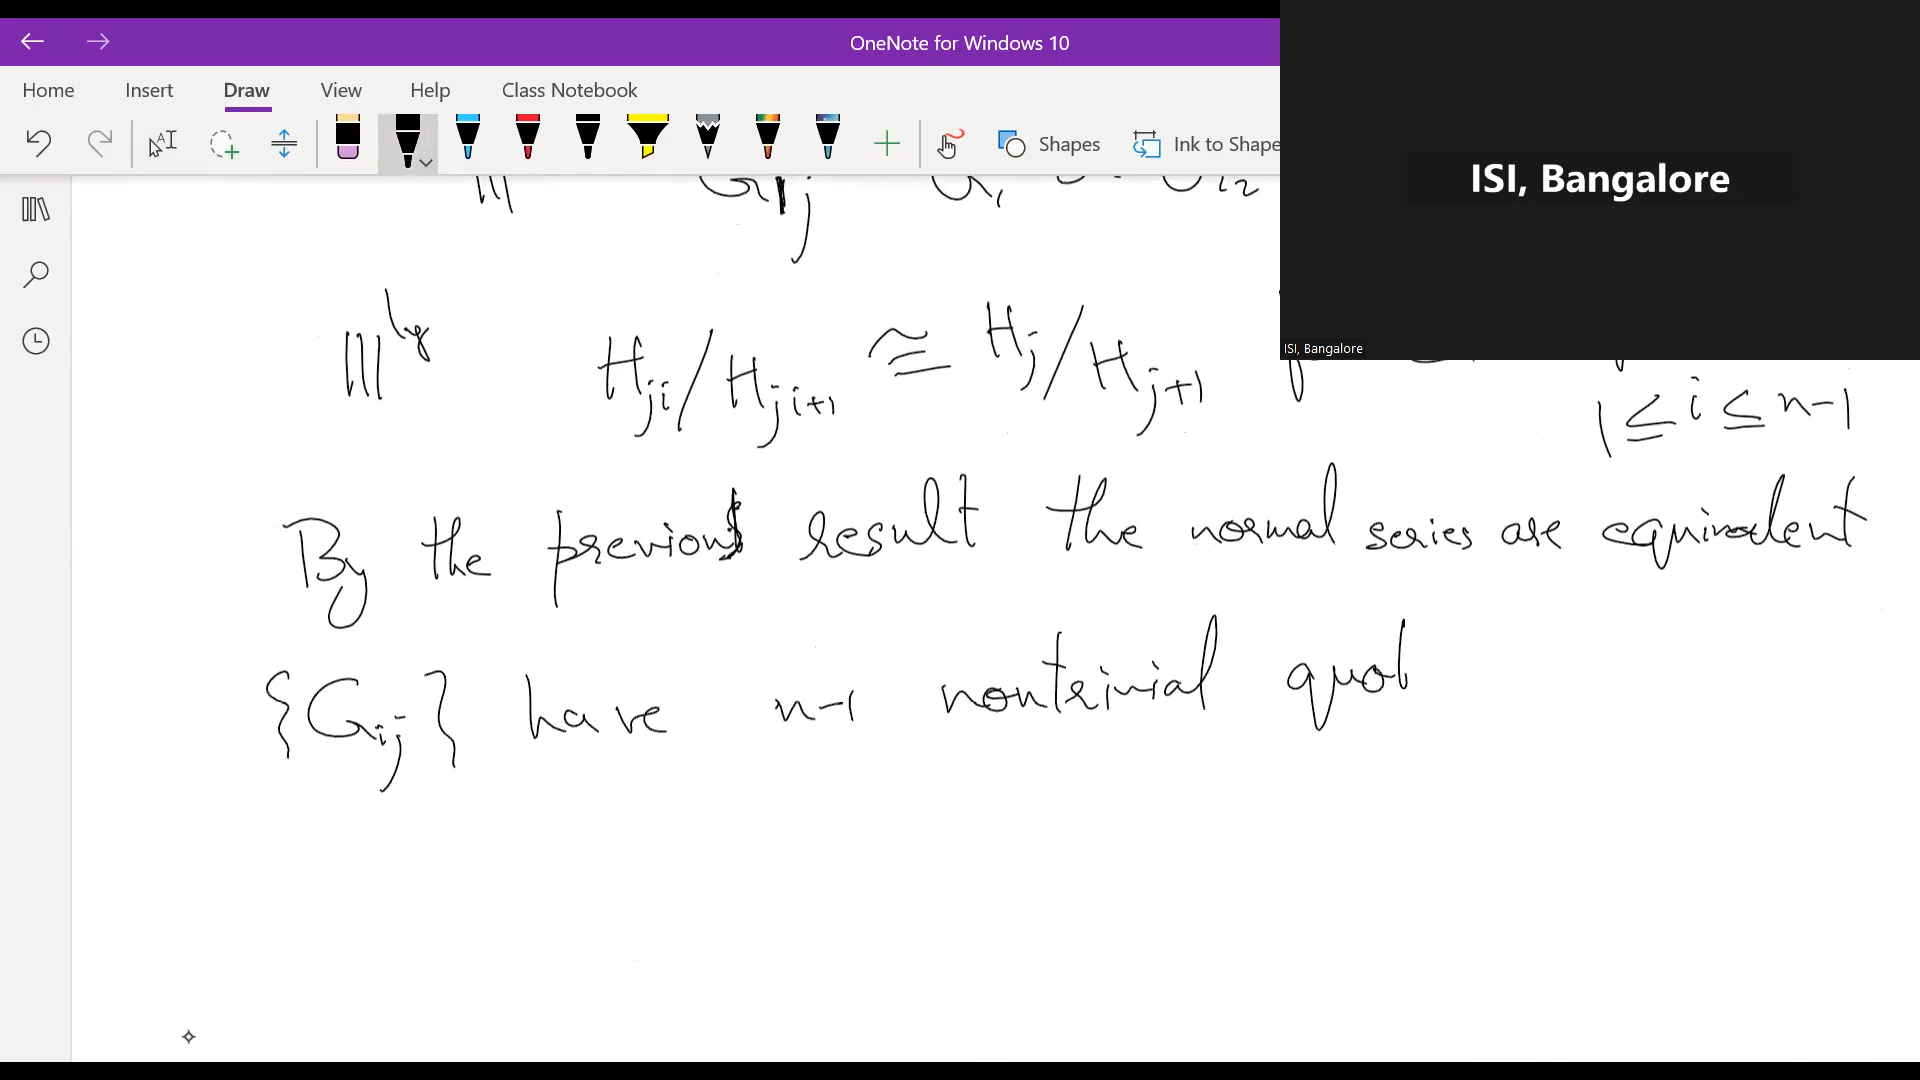 OneNote for Windows 10
Home Insert Draw View Help Class Notebook
Shapes Ink to Shape
ISI, Bangalore
ISI, Bangalore
|||ly H_{ji}/H_{ji+1} ≅ H_j/H_{j+1}
1 ≤ i ≤ n-1
By the previous result the normal series are equivalent
{G_{ij}} have n-1 nontrivial quot